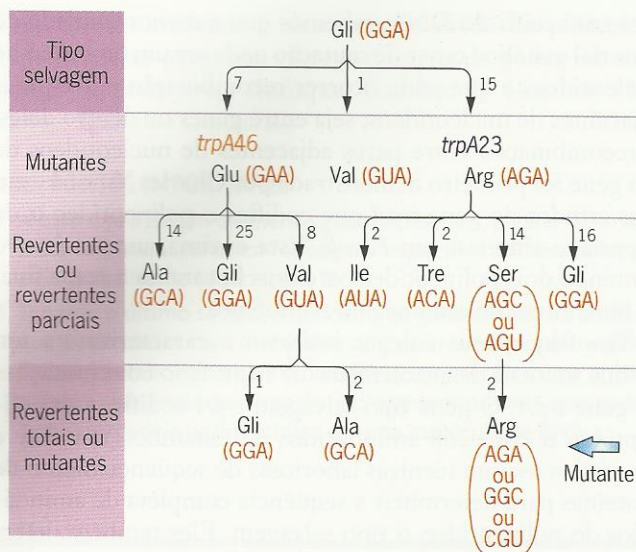 Tipo
selvagem
Gli (GGA)
7 1 15
Mutantes
trpA46 trpA23
Glu (GAA) Val (GUA) Arg (AGA)
14 25 8 2 2 14 16
Revertentes
ou
revertentes
parciais
Ala Gli Val Ile Tre Ser Gli
(GCA) (GGA) (GUA) (AUA) (ACA) (AGC ou AGU) (GGA)
1 2 2
Revertentes
totais ou
mutantes
Gli Ala Arg
(GGA) (GCA) (AGA ou GGC ou CGU)
Mutante